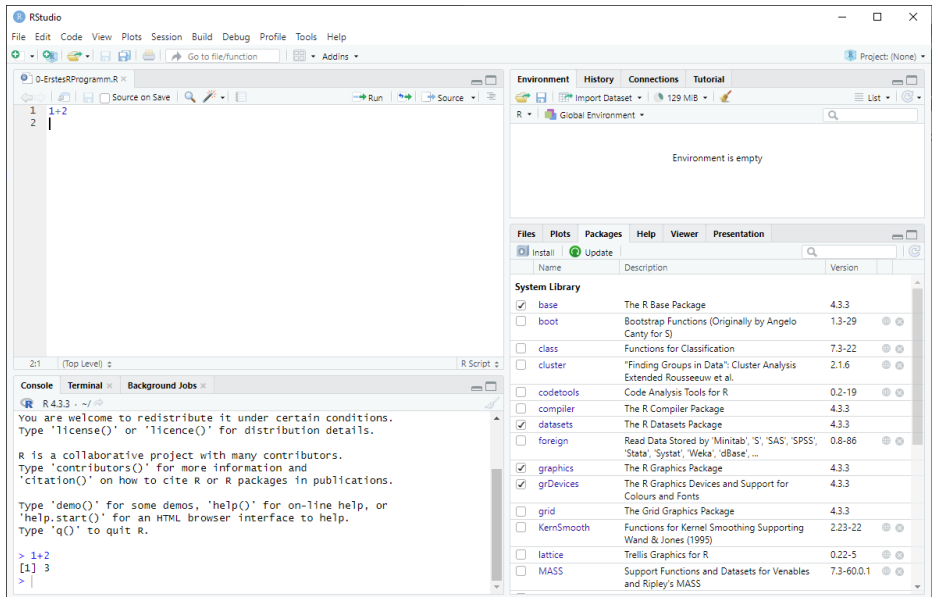 RStudio
File Edit Code View Plots Session Build Debug Profile Tools Help
Go to file/function Addins Project: (None)
0-ErstesRProgramm.R
Source on Save Run Source
1 1+2
2
2:1 (Top Level) R Script
Console Terminal Background Jobs
R 4.3.3 · ~/
You are welcome to redistribute it under certain conditions.
Type 'license()' or 'licence()' for distribution details.
R is a collaborative project with many contributors.
Type 'contributors()' for more information and
'citation()' on how to cite R or R packages in publications.
Type 'demo()' for some demos, 'help()' for on-line help, or
'help.start()' for an HTML browser interface to help.
Type 'q()' to quit R.
> 1+2
[1] 3
>
Environment History Connections Tutorial
Import Dataset 129 MiB List
R Global Environment
Environment is empty
Files Plots Packages Help Viewer Presentation
Install Update
Name Description Version
System Library
base The R Base Package 4.3.3
boot Bootstrap Functions (Originally by Angelo 1.3-29
Canty for S)
class Functions for Classification 7.3-22
cluster "Finding Groups in Data": Cluster Analysis 2.1.6
Extended Rousseeuw et al.
codetools Code Analysis Tools for R 0.2-19
compiler The R Compiler Package 4.3.3
datasets The R Datasets Package 4.3.3
foreign Read Data Stored by 'Minitab', 'S', 'SAS', 'SPSS', 0.8-86
'Stata', 'Systat', 'Weka', 'dBase', ...
graphics The R Graphics Package 4.3.3
grDevices The R Graphics Devices and Support for 4.3.3
Colours and Fonts
grid The Grid Graphics Package 4.3.3
KernSmooth Functions for Kernel Smoothing Supporting 2.23-22
Wand & Jones (1995)
lattice Trellis Graphics for R 0.22-5
MASS Support Functions and Datasets for Venables 7.3-60.0.1
and Ripley's MASS